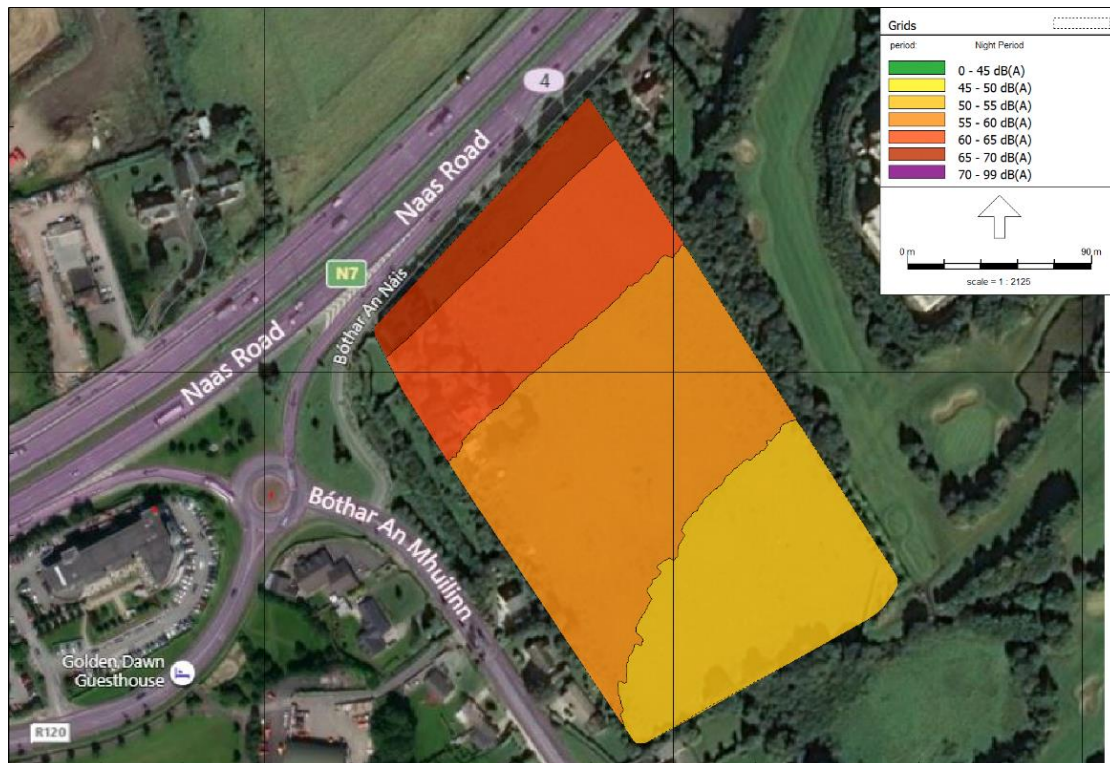 Grids
period: Night Period
0 - 45 dB(A)
45 - 50 dB(A)
50 - 55 dB(A)
55 - 60 dB(A)
60 - 65 dB(A)
65 - 70 dB(A)
70 - 99 dB(A)
0 m 90 m
scale = 1 : 2125
4
Naas Road
N7
Bóthar An Náis
Naas Road
Bóthar An Mhuilinn
Golden Dawn
Guesthouse
R120